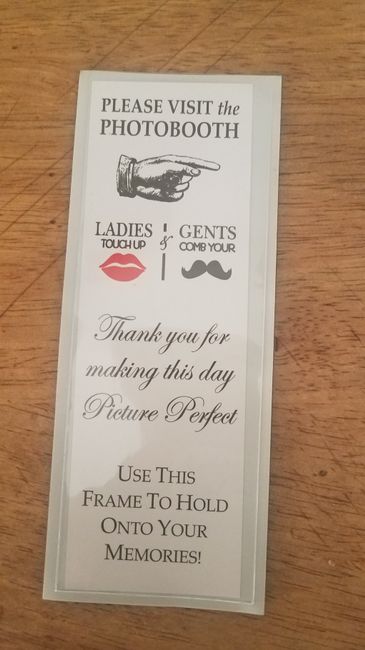 PLEASE VISIT the
PHOTOBOOTH
LADIES & GENTS
TOUCH UP COMB YOUR
Thank you for
making this day
Picture Perfect
USE THIS
FRAME TO HOLD
ONTO YOUR
MEMORIES!